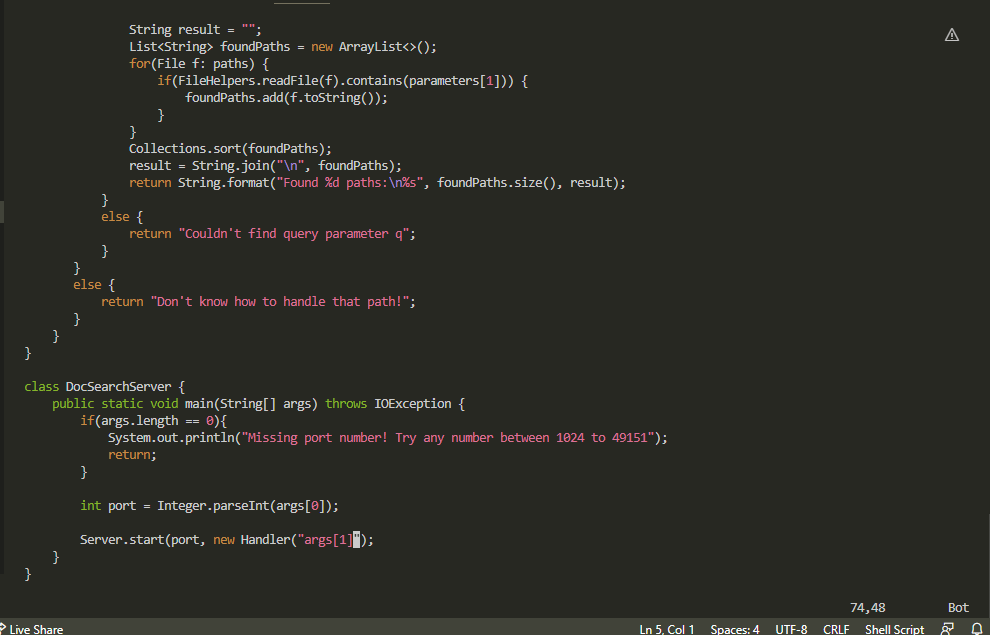 String result = "";
List<String> foundPaths = new ArrayList<>();
for(File f: paths) {
if(FileHelpers.readFile(f).contains(parameters[1])) {
foundPaths.add(f.toString());
}
}
Collections.sort(foundPaths);
result = String.join("\n", foundPaths);
return String.format("Found %d paths:\n%s", foundPaths.size(), result);
}
else {
return "Couldn't find query parameter q";
}
}
else {
return "Don't know how to handle that path!";
}
}
}
class DocSearchServer {
public static void main(String[] args) throws IOException {
if(args.length == 0){
System.out.println("Missing port number! Try any number between 1024 to 49151");
return;
}
int port = Integer.parseInt(args[0]);
Server.start(port, new Handler("args[1]");
}
}
74,48 Bot
Live Share Ln 5, Col 1 Spaces: 4 UTF-8 CRLF Shell Script